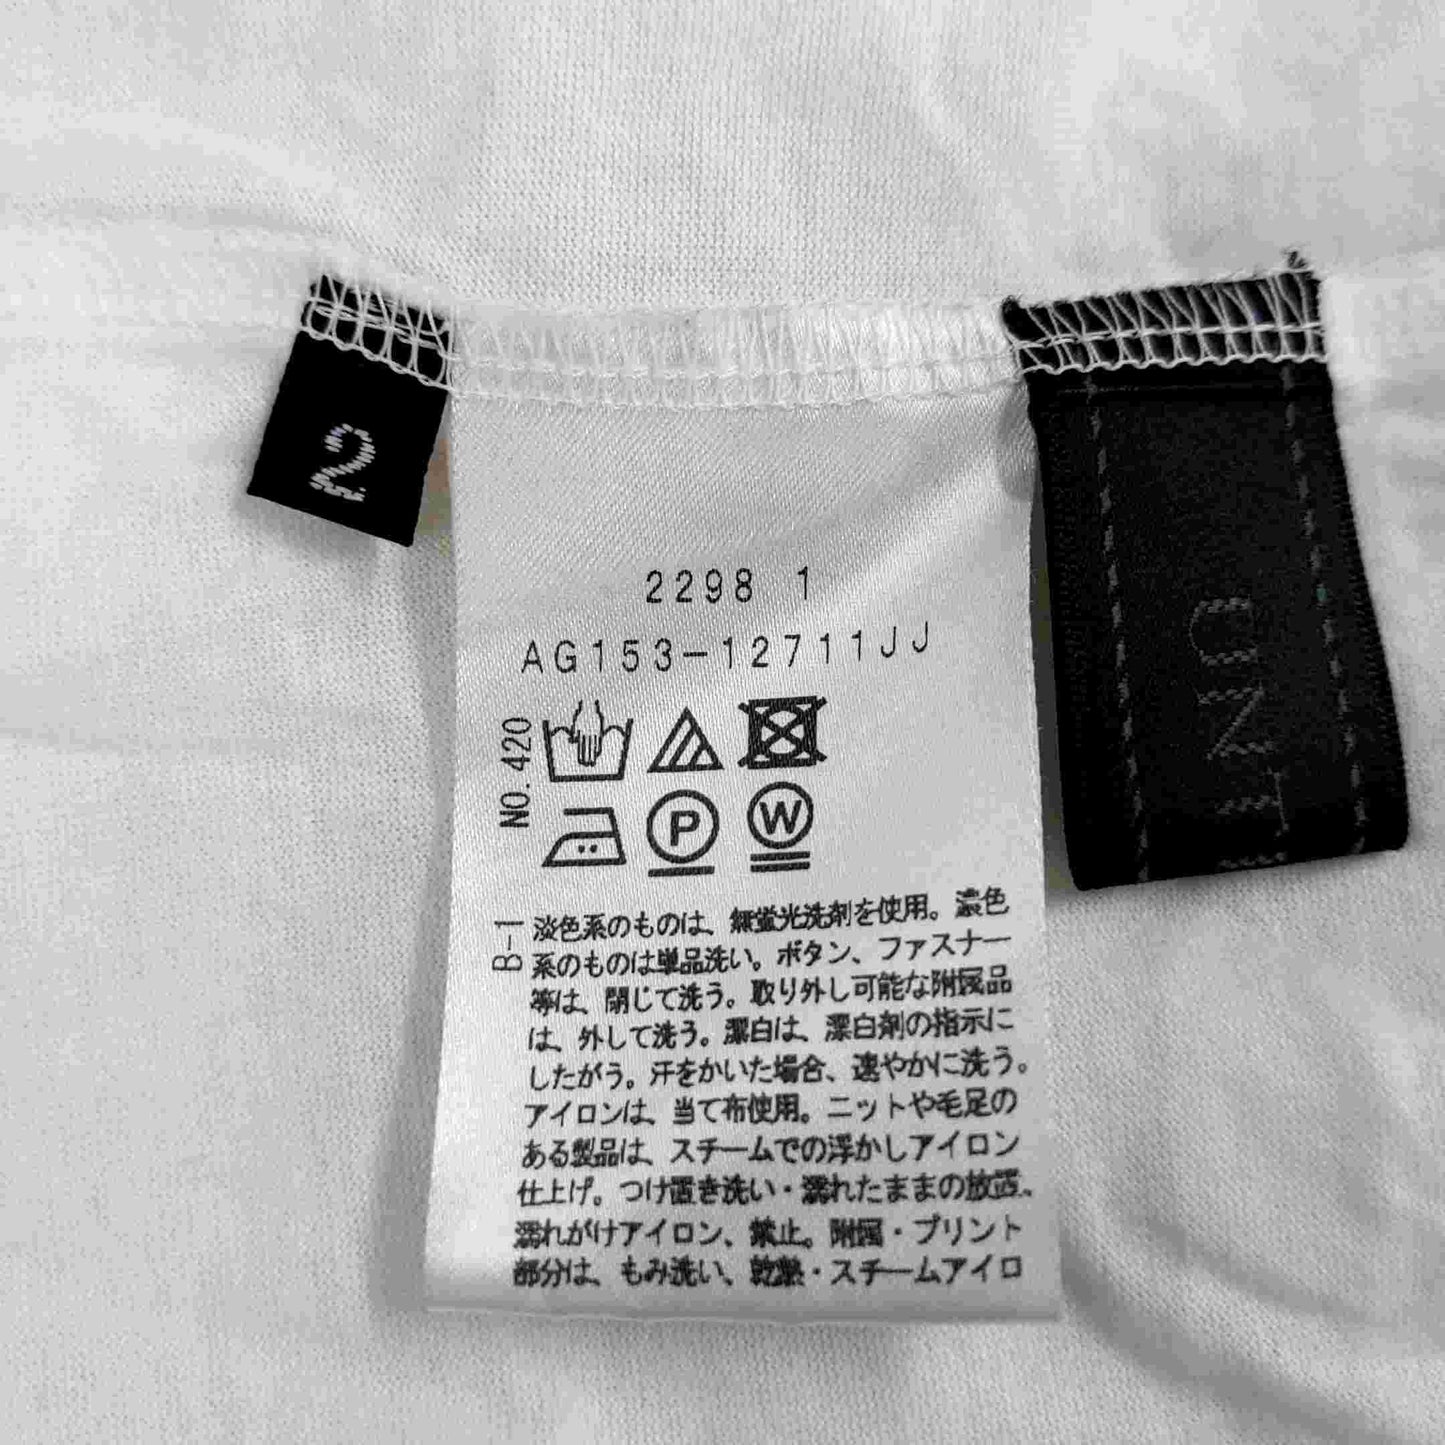 2
2298 1
AG153-12711JJ
NO. 420
P
W
B-1
淡色系のものは、無蛍光洗剤を使用。濃色
系のものは単品洗い。ボタン、ファスナー
等は、閉じて洗う。取り外し可能な附属品
は、外して洗う。漂白は、漂白剤の指示に
したがう。汗をかいた場合、速やかに洗う。
アイロンは、当て布使用。ニットや毛足の
ある製品は、スチームでの浮かしアイロン
仕上げ。つけ置き洗い・濡れたままの放置、
濡れがけアイロン、禁止。附属・プリント
部分は、もみ洗い、乾熱・スチームアイロ